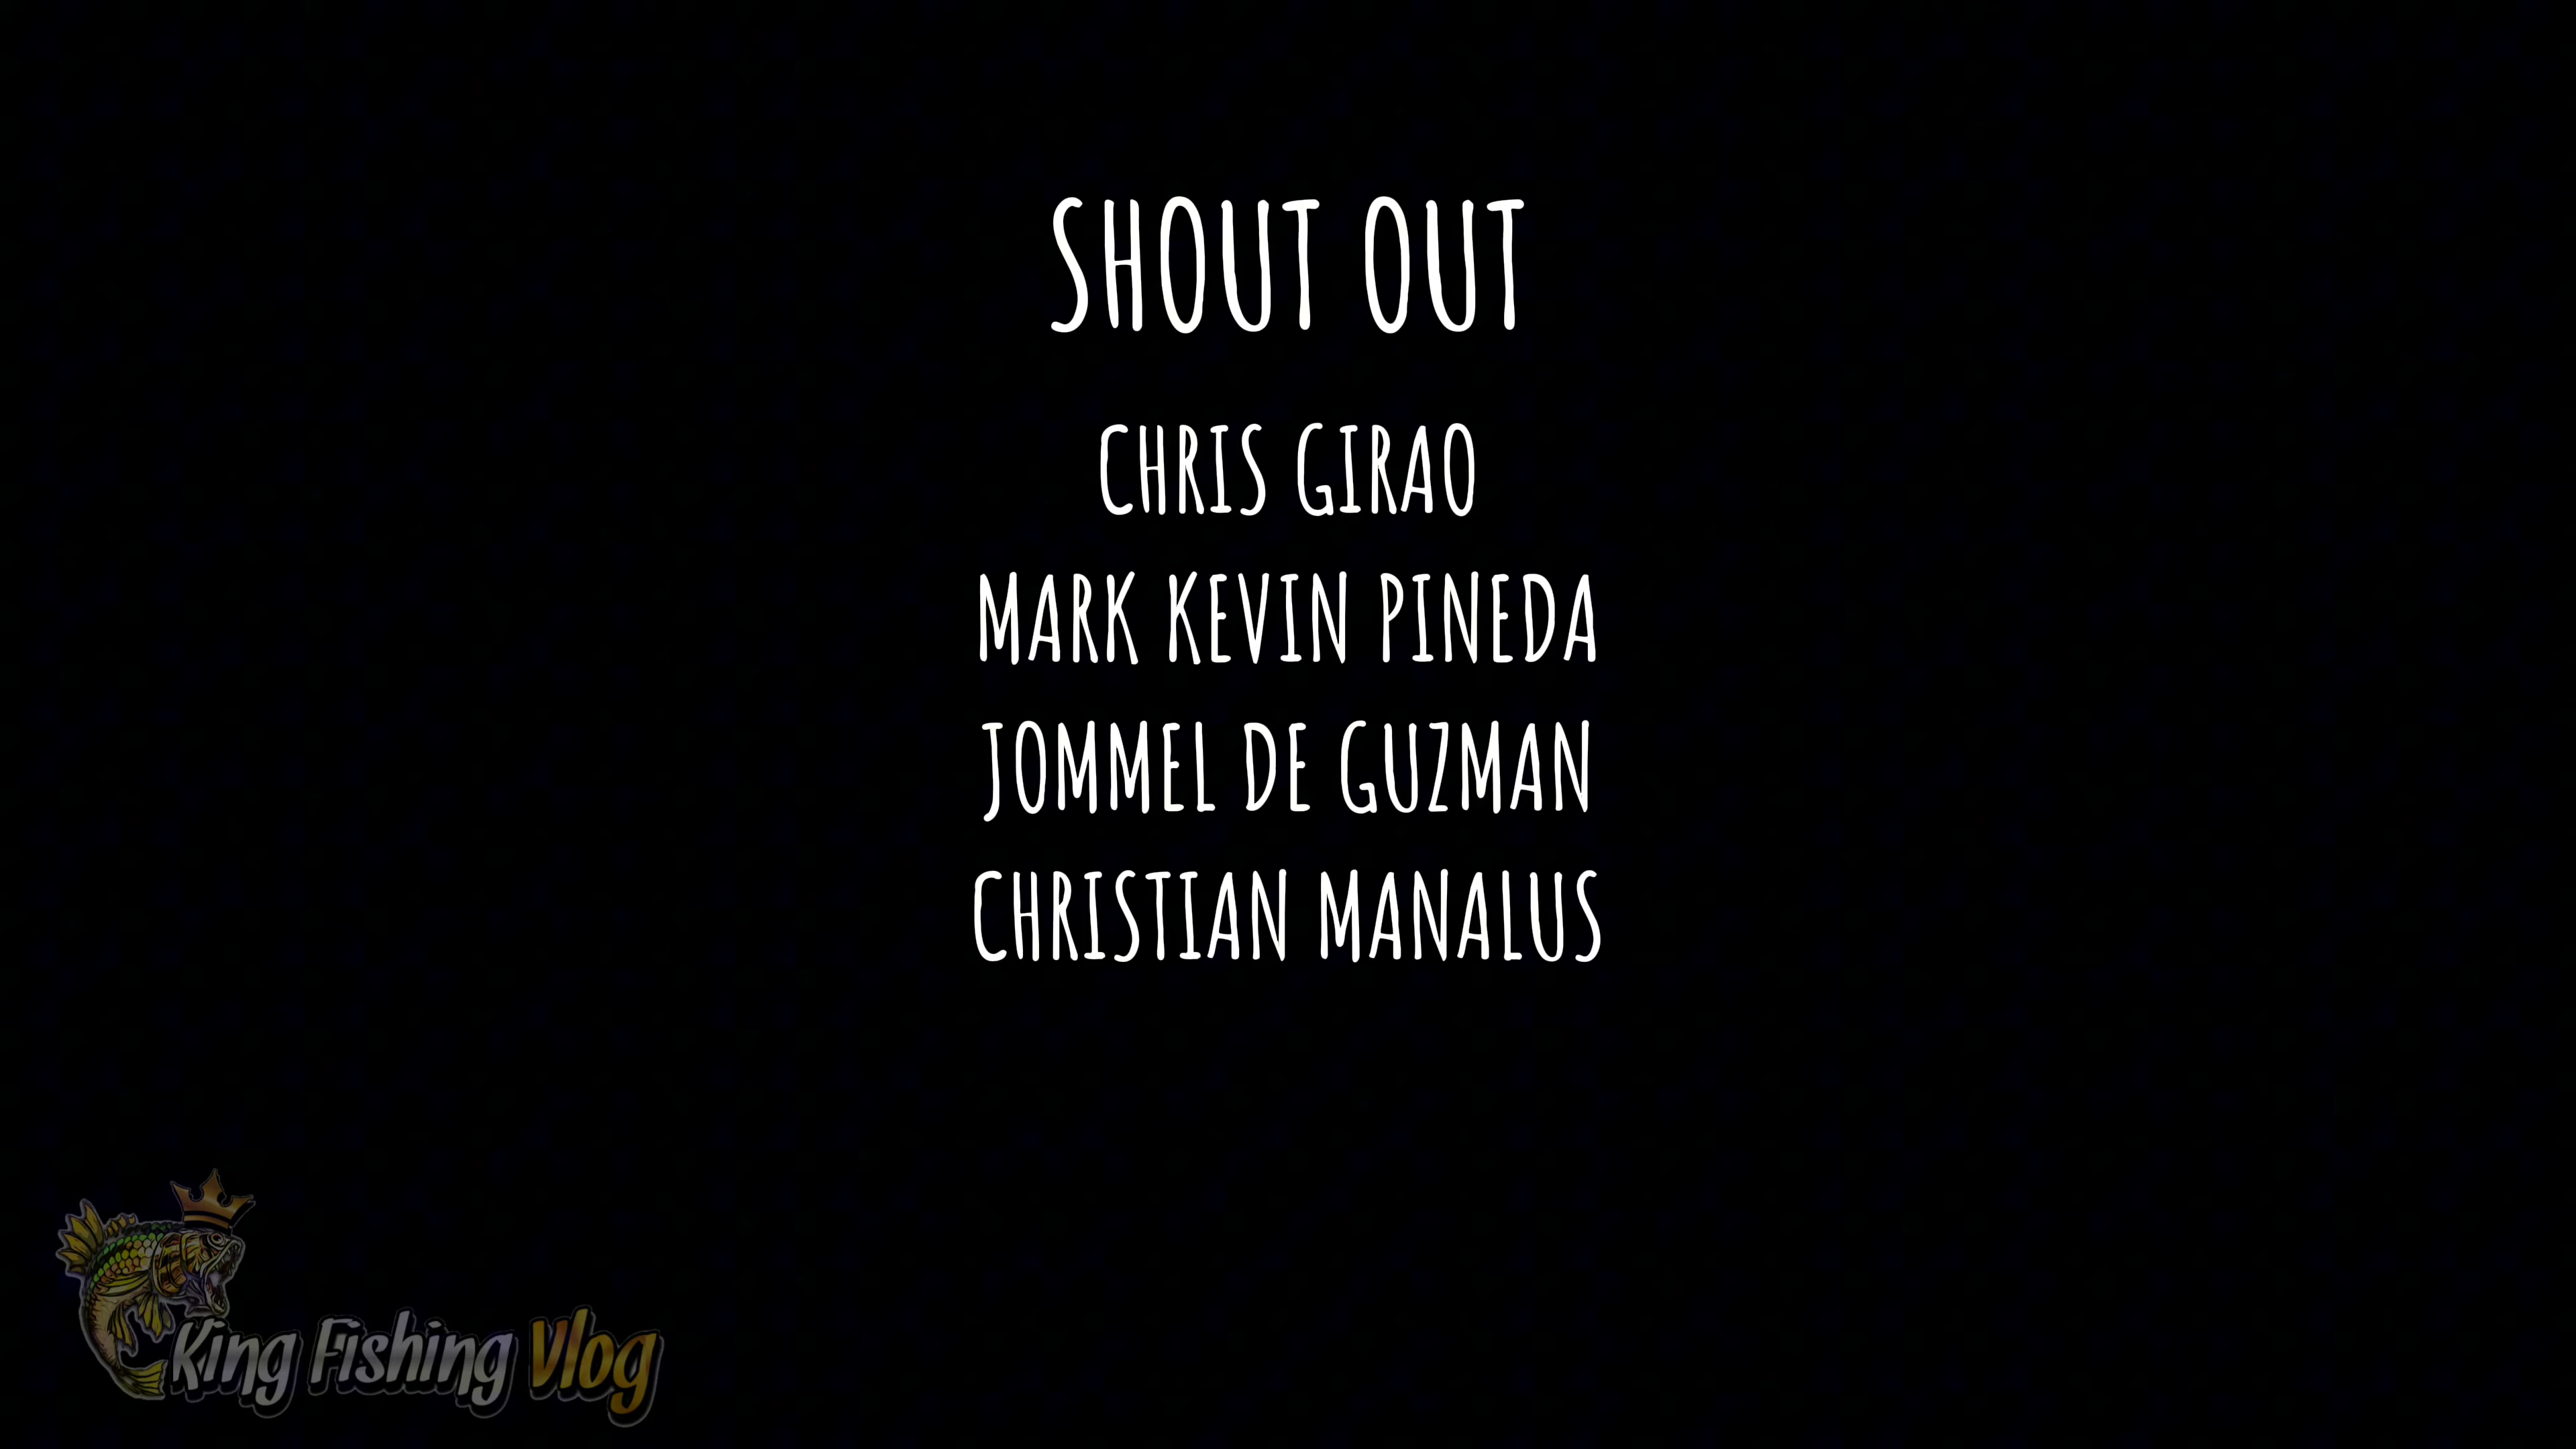 SHOUT OUT
CHRIS GIRAO
MARK KEVIN PINEDA
JOMMEL DE GUZMAN
CHRISTIAN MANALUS
King Fishing Vlog